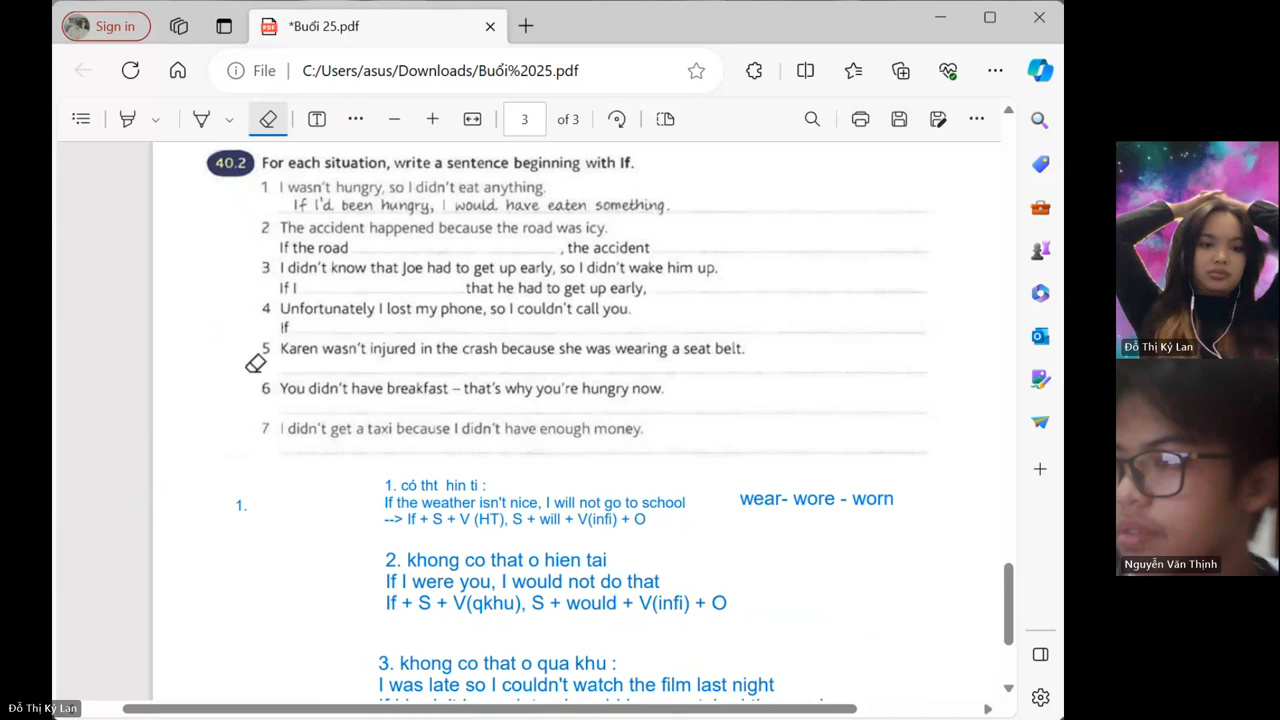 Sign in
*Buổi 25.pdf
File
C:/Users/asus/Downloads/Buổi%2025.pdf
3 of 3
40.2 For each situation, write a sentence beginning with If.
1 I wasn't hungry, so I didn't eat anything.
If I'd been hungry, I would have eaten something.
2 The accident happened because the road was icy.
If the road , the accident
3 I didn't know that Joe had to get up early, so I didn't wake him up.
If I that he had to get up early,
4 Unfortunately I lost my phone, so I couldn't call you.
If
5 Karen wasn't injured in the crash because she was wearing a seat belt.
6 You didn't have breakfast – that's why you're hungry now.
7 I didn't get a taxi because I didn't have enough money.
1.
1. có tht hin ti :
If the weather isn't nice, I will not go to school
--> If + S + V (HT), S + will + V(infi) + O
wear- wore - worn
2. khong co that o hien tai
If I were you, I would not do that
If + S + V(qkhu), S + would + V(infi) + O
3. khong co that o qua khu :
I was late so I couldn't watch the film last night
Đỗ Thị Kỷ Lan
Nguyễn Văn Thịnh
Đỗ Thị Kỷ Lan